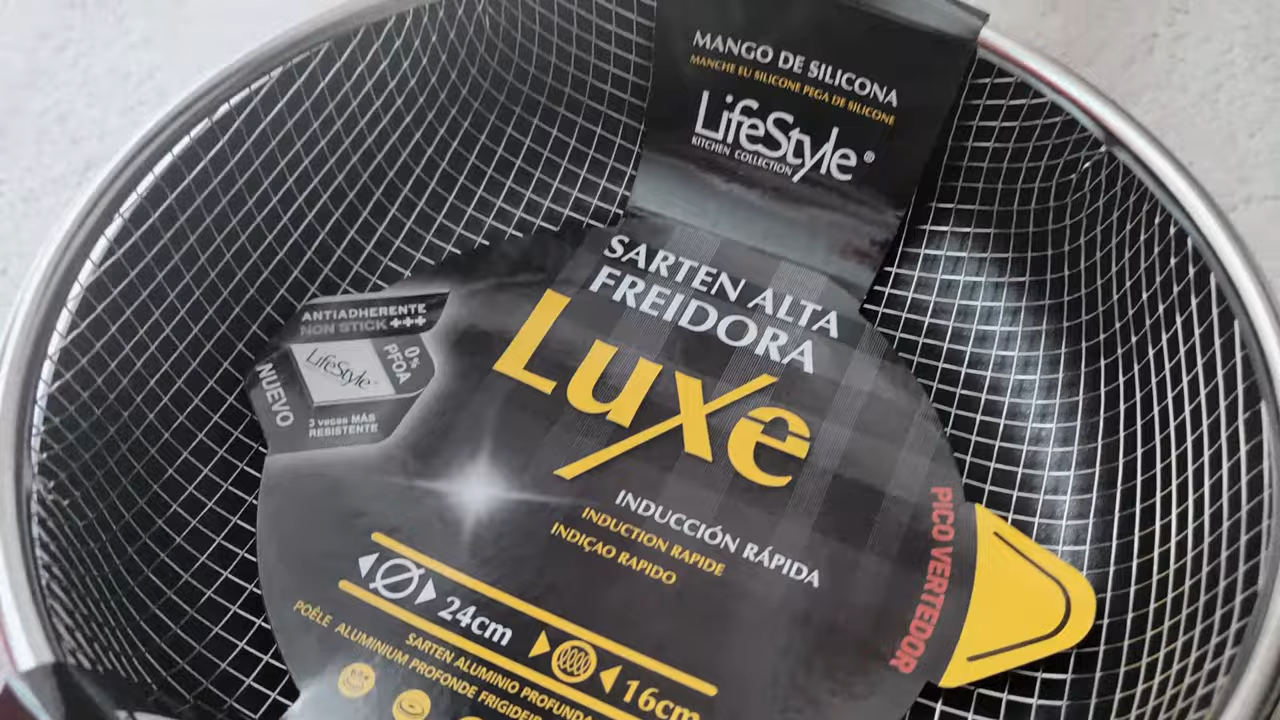 MANGO DE SILICONA
MANCHE EU SILICONE PEGA DE SILICONE
LifeStyle®
KITCHEN COLLECTION
SARTEN ALTA
FREIDORA
Luxe
ANTIADHERENTE
NON STICK +++
LifeStyle
0% PFOA
NUEVO
3 veces MÁS
RESISTENTE
INDUCCIÓN RÁPIDA
INDUCTION RAPIDE
INDIÇAO RAPIDO
PICO VERTEDOR
24cm
16cm
SARTEN ALUMINIO PROFUNDA
POÊLE ALUMINIUM PROFONDE FRIGIDEIR